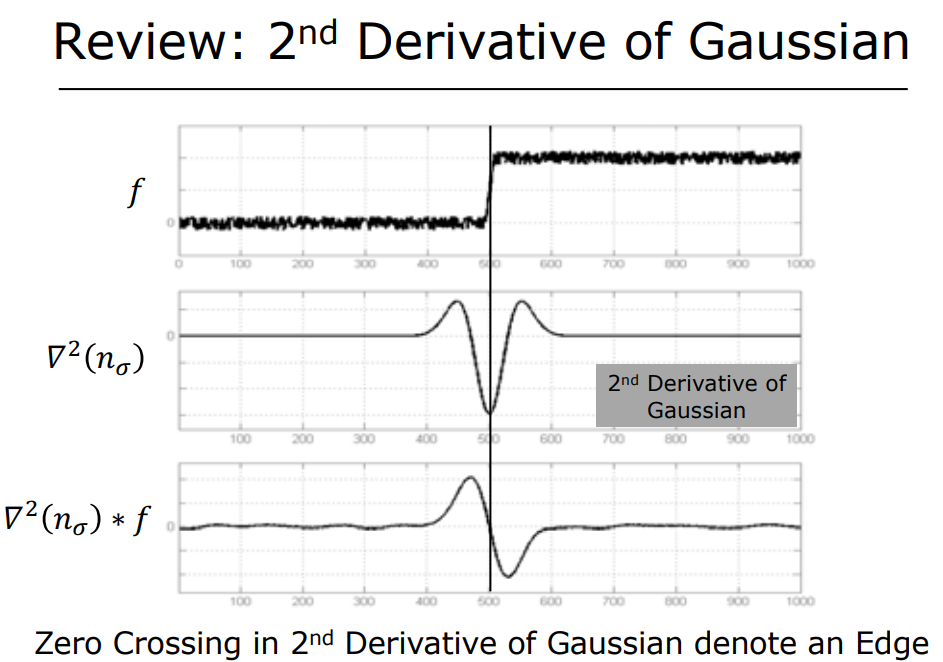 Review: 2nd Derivative of Gaussian
f
0
0 100 200 300 400 500 600 700 800 900 1000
∇²(n_σ)
0
2nd Derivative of
Gaussian
100 200 300 400 500 600 700 800 900 1000
∇²(n_σ) ∗ f
0
100 200 300 400 500 600 700 800 900 1000
Zero Crossing in 2nd Derivative of Gaussian denote an Edge